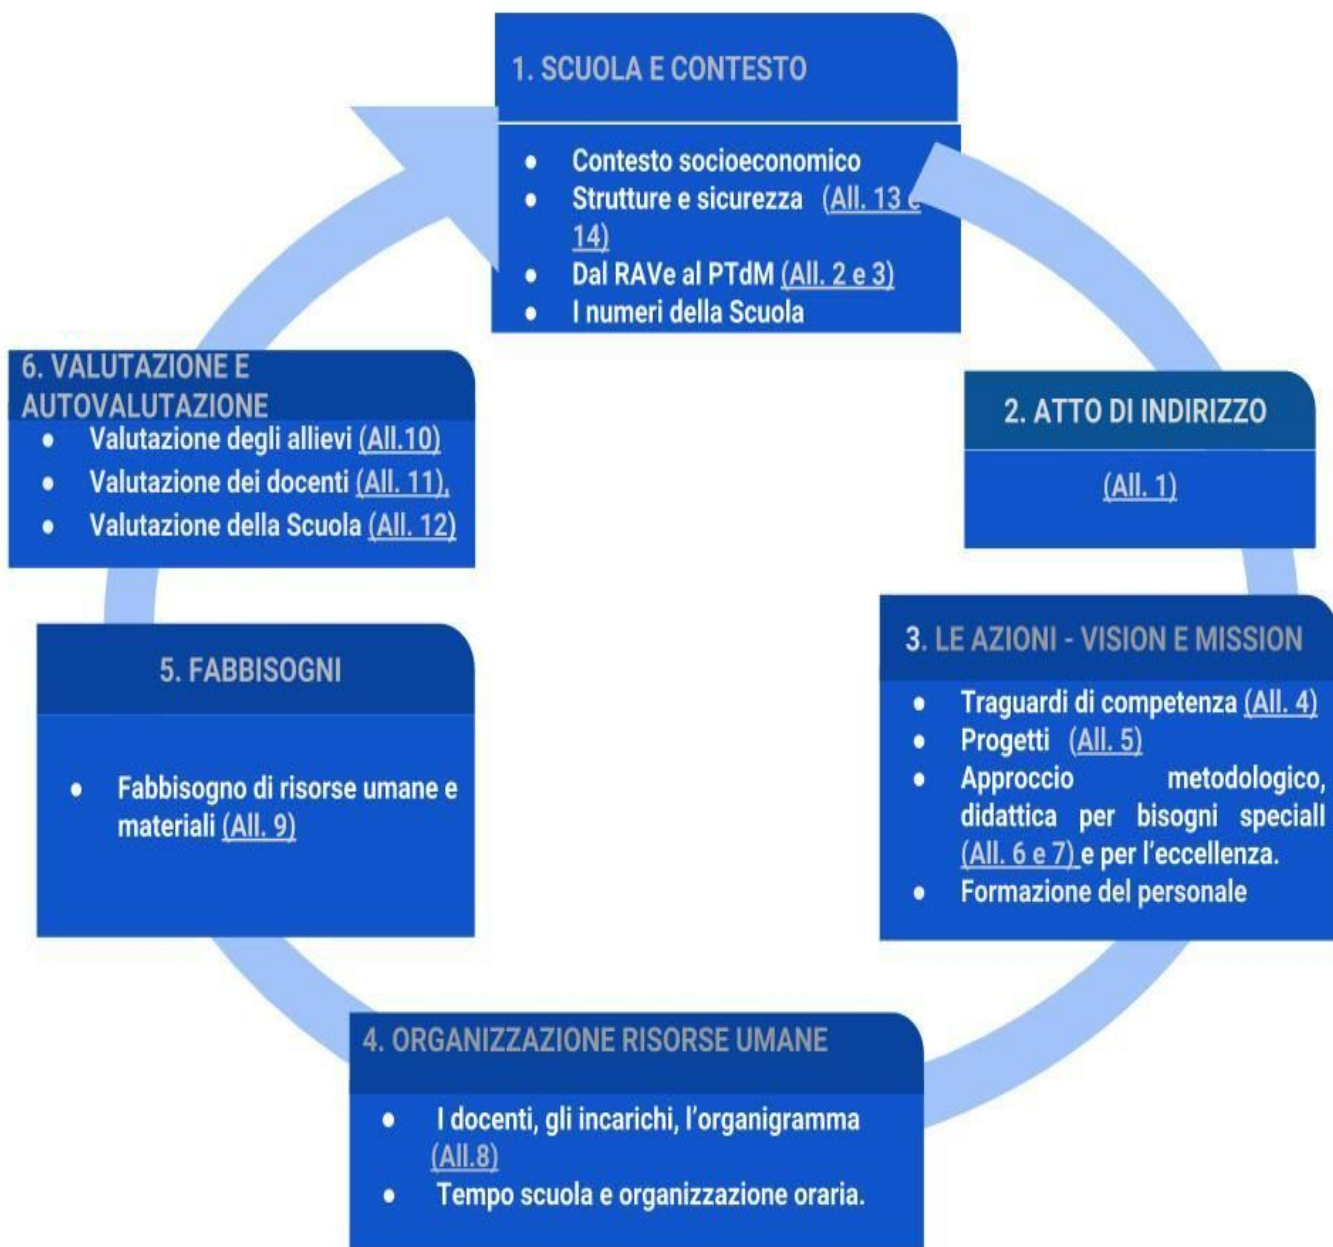 1. SCUOLA E CONTESTO
● Contesto socioeconomico
● Strutture e sicurezza (All. 13 e
14)
● Dal RAVe al PTdM (All. 2 e 3)
● I numeri della Scuola
2. ATTO DI INDIRIZZO
(All. 1)
3. LE AZIONI - VISION E MISSION
● Traguardi di competenza (All. 4)
● Progetti (All. 5)
● Approccio metodologico,
didattica per bisogni speciall
(All. 6 e 7) e per l'eccellenza.
● Formazione del personale
4. ORGANIZZAZIONE RISORSE UMANE
● I docenti, gli incarichi, l'organigramma
(All.8)
● Tempo scuola e organizzazione oraria.
5. FABBISOGNI
● Fabbisogno di risorse umane e
materiali (All. 9)
6. VALUTAZIONE E
AUTOVALUTAZIONE
● Valutazione degli allievi (All.10)
● Valutazione dei docenti (All. 11),
● Valutazione della Scuola (All. 12)